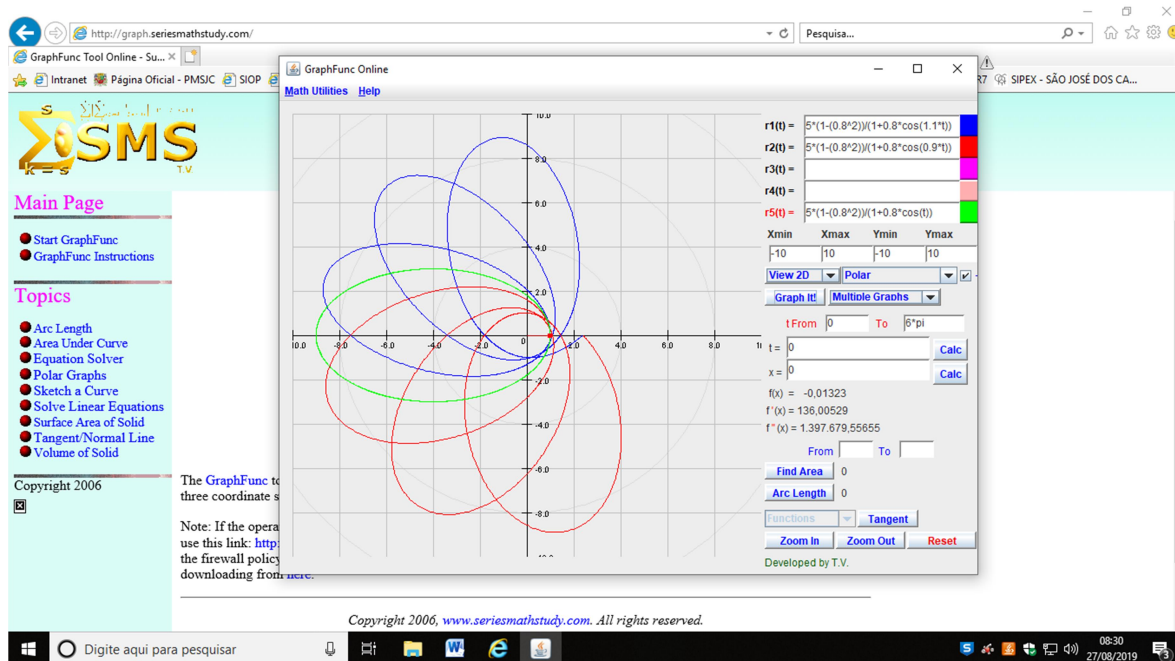 http://graph.seriesmathstudy.com/
Pesquisa...
GraphFunc Tool Online - Su...
Intranet
Página Oficial - PMSJC
SIOP
R7
SIPEX - SÃO JOSÉ DOS CA...
S
SMS
k = s
T.V.
Main Page
Start GraphFunc
GraphFunc Instructions
Topics
Arc Length
Area Under Curve
Equation Solver
Polar Graphs
Sketch a Curve
Solve Linear Equations
Surface Area of Solid
Tangent/Normal Line
Volume of Solid
Copyright 2006
The GraphFunc
three coordinate s
Note: If the opera
use this link: http:
the firewall policy
downloading from here.
Copyright 2006, www.seriesmathstudy.com. All rights reserved.
GraphFunc Online
Math Utilities Help
10.0
8.0
6.0
4.0
2.0
10.0 -8.0 -6.0 -4.0 -2.0 0 2.0 4.0 6.0 8.0
-2.0
-4.0
-6.0
-8.0
r1(t) = 5*(1-(0.8^2))/(1+0.8*cos(1.1*t))
r2(t) = 5*(1-(0.8^2))/(1+0.8*cos(0.9*t))
r3(t) =
r4(t) =
r5(t) = 5*(1-(0.8^2))/(1+0.8*cos(t))
Xmin Xmax Ymin Ymax
-10 10 -10 10
View 2D Polar
Graph It! Multiple Graphs
t From 0 To 6*pi
t = 0 Calc
x = 0 Calc
f(x) = -0,01323
f'(x) = 136,00529
f''(x) = 1.397.679,55655
From To
Find Area 0
Arc Length 0
Functions Tangent
Zoom In Zoom Out Reset
Developed by T.V.
Digite aqui para pesquisar
08:30
27/08/2019
3